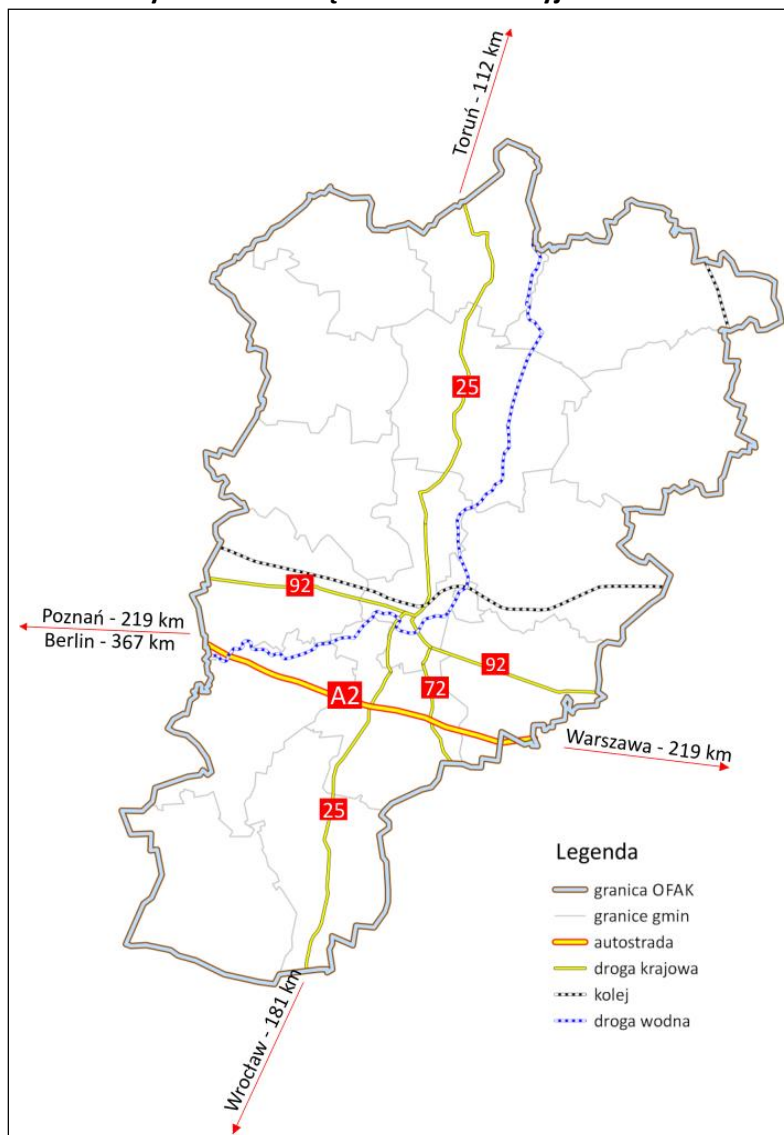 Toruń - 112 km
25
92
Poznań - 219 km
Berlin - 367 km
92
72
A2
Warszawa - 219 km
25
Wrocław - 181 km
Legenda
granica OFAK
granice gmin
autostrada
droga krajowa
kolej
droga wodna